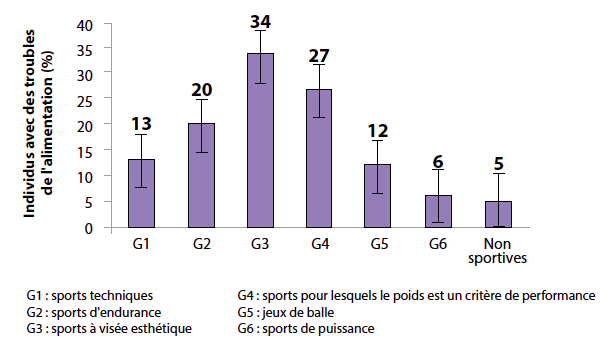 Individus avec des troubles
de l'alimentation (%)
40
35
30
25
20
15
10
5
0
13
20
34
27
12
6
5
G1
G2
G3
G4
G5
G6
Non
sportives
G1 : sports techniques
G2 : sports d'endurance
G3 : sports à visée esthétique
G4 : sports pour lesquels le poids est un critère de performance
G5 : jeux de balle
G6 : sports de puissance